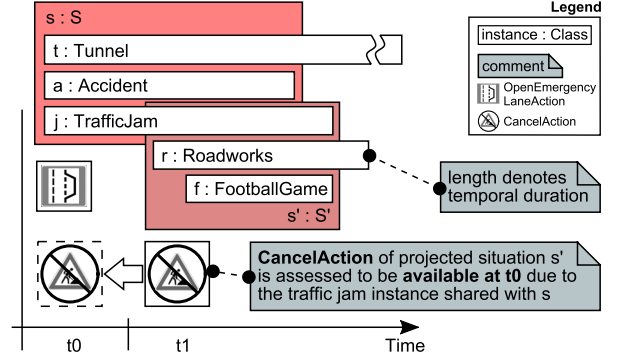 Legend
s : S
instance : Class
t : Tunnel
comment
a : Accident
OpenEmergency
LaneAction
j : TrafficJam
CancelAction
r : Roadworks
length denotes
temporal duration
f : FootballGame
s' : S'
CancelAction of projected situation s'
is assessed to be available at t0 due to
the traffic jam instance shared with s
t0
t1
Time